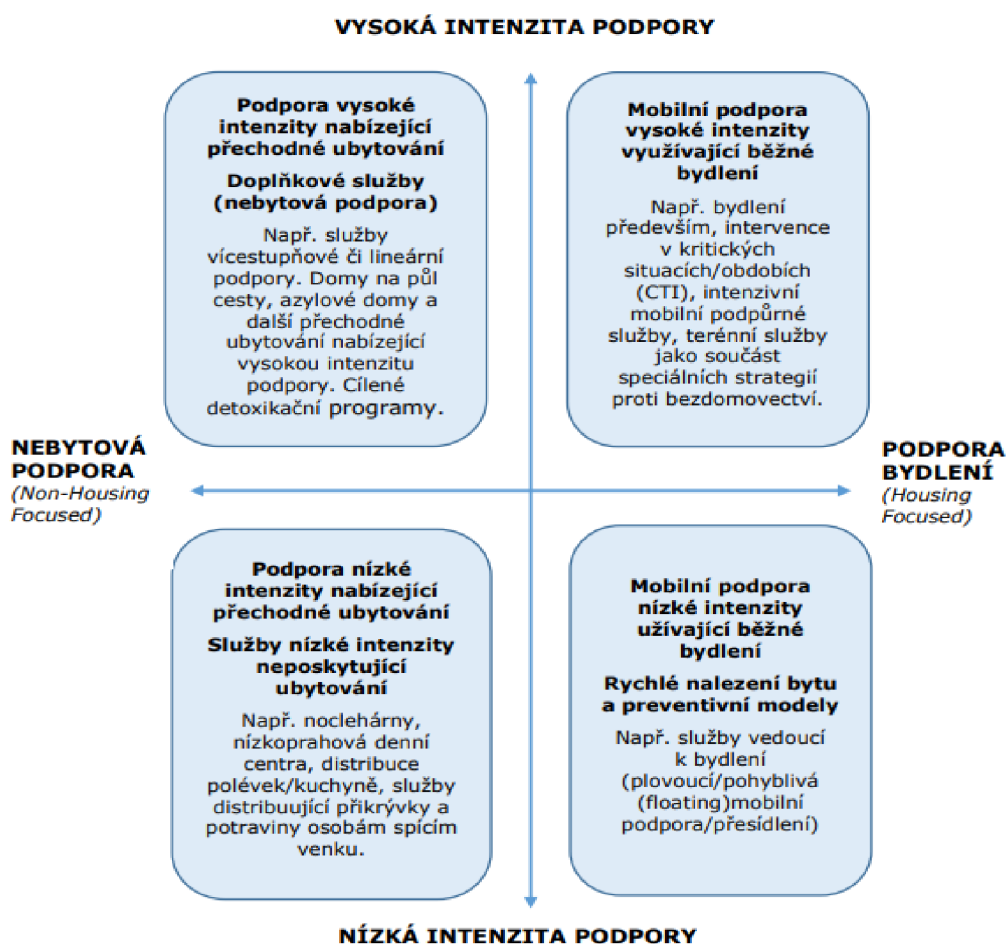 VYSOKÁ INTENZITA PODPORY
Podpora vysoké
intenzity nabízející
přechodné ubytování
Doplňkové služby
(nebytová podpora)
Např. služby
vícestupňové či lineární
podpory. Domy na půl
cesty, azylové domy a
další přechodné
ubytování nabízející
vysokou intenzitu
podpory. Cílené
detoxikační programy.
Mobilní podpora
vysoké intenzity
využívající běžné
bydlení
Např. bydlení
především, intervence
v kritických
situacích/obdobích
(CTI), intenzivní
mobilní podpůrné
služby, terénní služby
jako součást
speciálních strategií
proti bezdomovectví.
NEBYTOVÁ
PODPORA
(Non-Housing
Focused)
PODPORA
BYDLENÍ
(Housing
Focused)
Podpora nízké
intenzity nabízející
přechodné ubytování
Služby nízké intenzity
neposkytující
ubytování
Např. noclehárny,
nízkoprahová denní
centra, distribuce
polévek/kuchyně, služby
distribuující přikrývky a
potraviny osobám spícím
venku.
Mobilní podpora
nízké intenzity
užívající běžné
bydlení
Rychlé nalezení bytu
a preventivní modely
Např. služby vedoucí
k bydlení
(plovoucí/pohyblivá
(floating)mobilní
podpora/přesídlení)
NÍZKÁ INTENZITA PODPORY